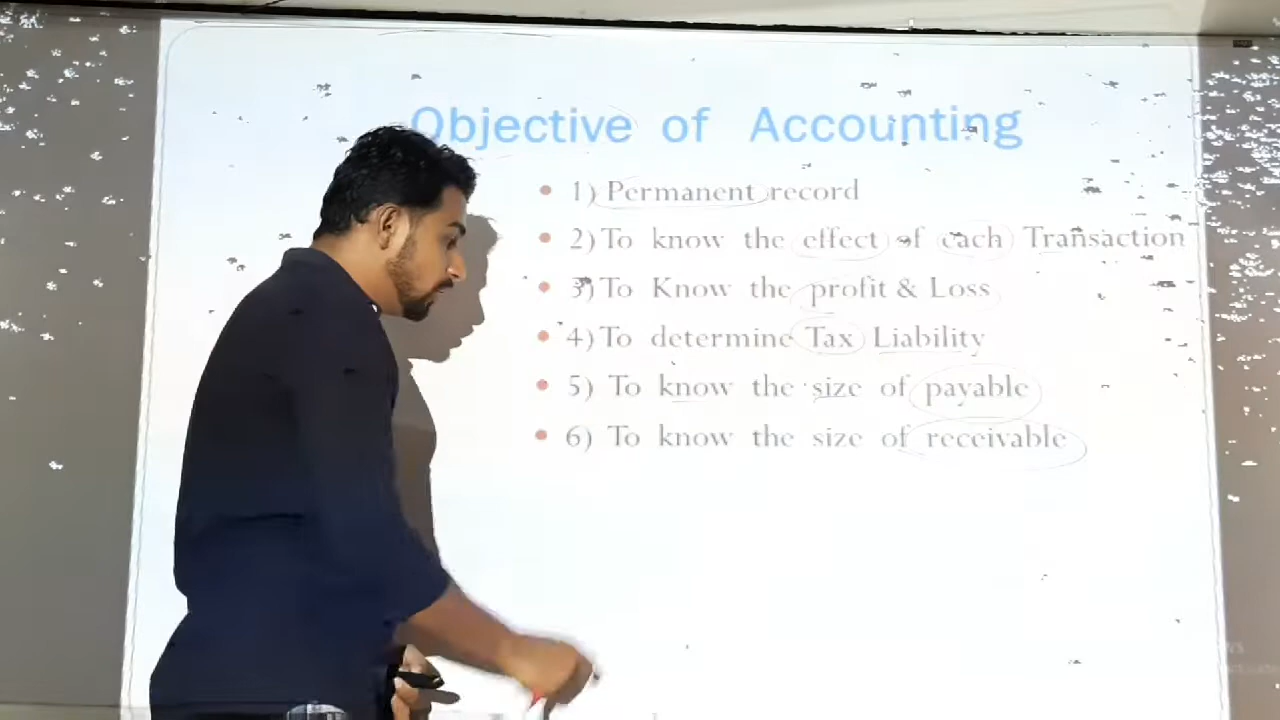 Objective of Accounting
1) Permanent record
2) To know the effect of each Transaction
3) To Know the profit & Loss
4) To determine Tax Liability
5) To know the size of payable
6) To know the size of receivable